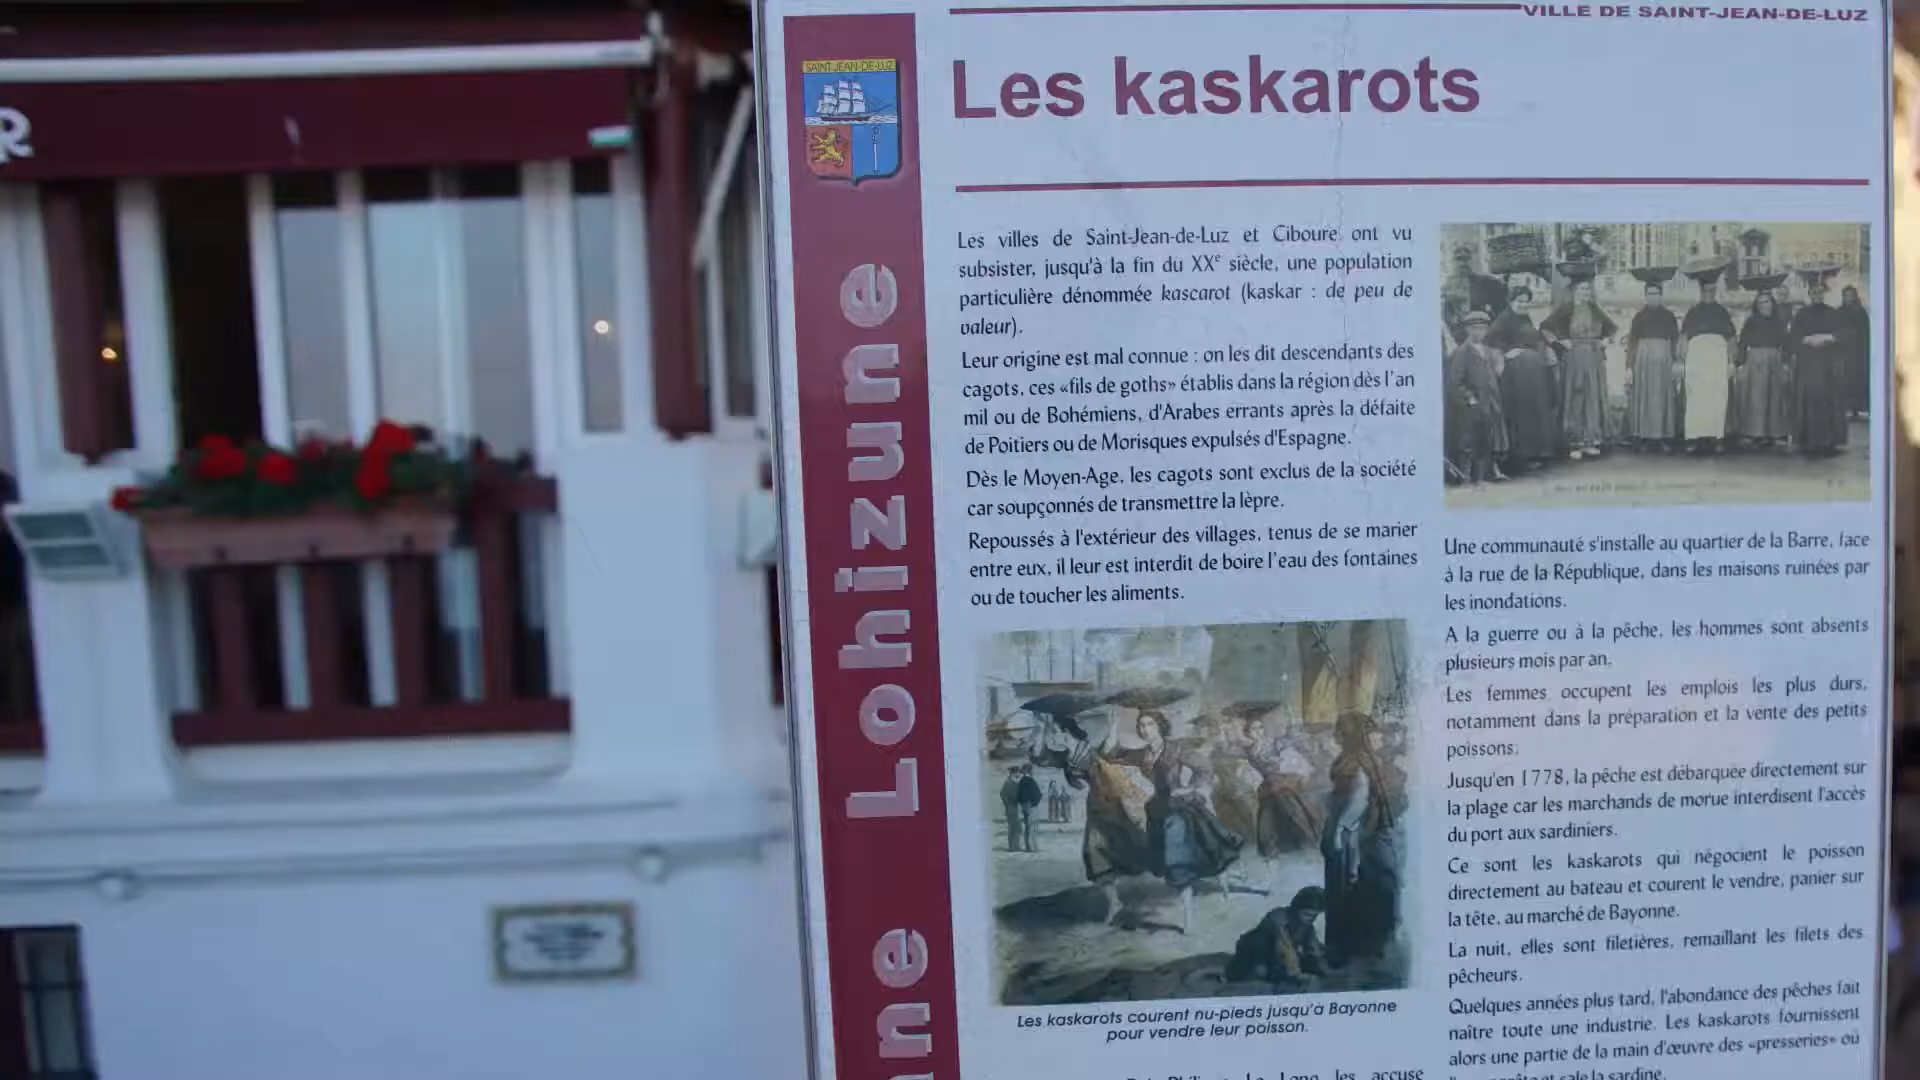 VILLE DE SAINT-JEAN-DE-LUZ
SAINT-JEAN-DE-LUZ
Les kaskarots
R
Lohizune
ne
Les villes de Saint-Jean-de-Luz et Ciboure ont vu
subsister, jusqu'à la fin du XXe siècle, une population
particulière dénommée kascarot (kaskar : de peu de
valeur).
Leur origine est mal connue : on les dit descendants des
cagots, ces «fils de goths» établis dans la région dès l'an
mil ou de Bohémiens, d'Arabes errants après la défaite
de Poitiers ou de Morisques expulsés d'Espagne.
Dès le Moyen-Age, les cagots sont exclus de la société
car soupçonnés de transmettre la lèpre.
Repoussés à l'extérieur des villages, tenus de se marier
entre eux, il leur est interdit de boire l'eau des fontaines
ou de toucher les aliments.
Les kaskarots courent nu-pieds jusqu'à Bayonne
pour vendre leur poisson.
Le Long les accuse
Une communauté s'installe au quartier de la Barre, face
à la rue de la République, dans les maisons ruinées par
les inondations.
A la guerre ou à la pêche, les hommes sont absents
plusieurs mois par an.
Les femmes occupent les emplois les plus durs,
notamment dans la préparation et la vente des petits
poissons.
Jusqu'en 1778, la pêche est débarquée directement sur
la plage car les marchands de morue interdisent l'accès
du port aux sardiniers.
Ce sont les kaskarots qui négocient le poisson
directement au bateau et courent le vendre, panier sur
la tête, au marché de Bayonne.
La nuit, elles sont filetières, remaillant les filets des
pêcheurs.
Quelques années plus tard, l'abondance des pêches fait
naître toute une industrie. Les kaskarots fournissent
alors une partie de la main d'œuvre des «presseries» où
et sale la sardine.